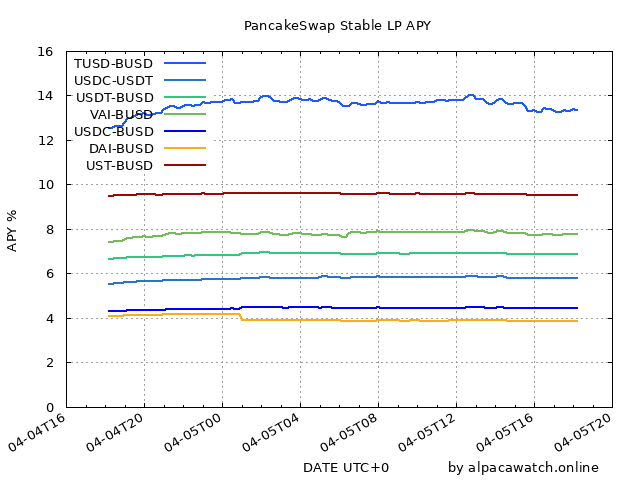 PancakeSwap Stable LP APY
16
14
12
10
8
6
4
2
0
APY %
TUSD-BUSD
USDC-USDT
USDT-BUSD
VAI-BUSD
USDC-BUSD
DAI-BUSD
UST-BUSD
04-04T16
04-04T20
04-05T00
04-05T04
04-05T08
04-05T12
04-05T16
04-05T20
DATE UTC+0
by alpacawatch.online